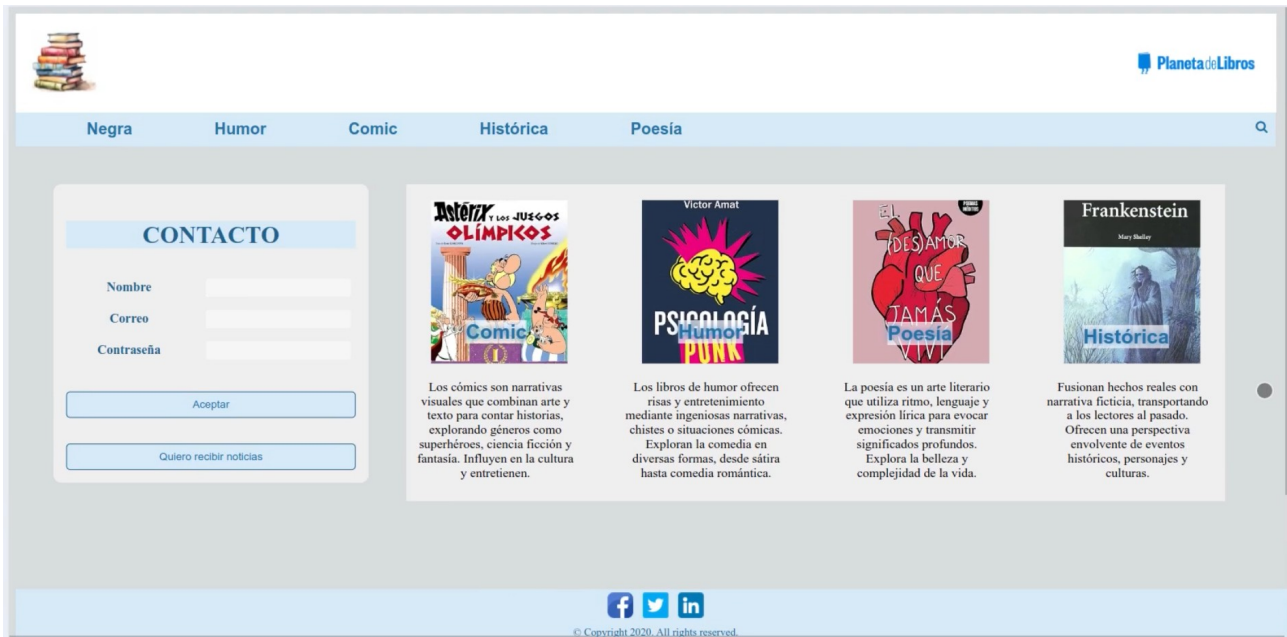 PlanetadeLibros
Negra Humor Comic Histórica Poesía
CONTACTO
Nombre
Correo
Contraseña
Aceptar
Quiero recibir noticias
Astérix Y LOS JUEGOS
OLÍMPICOS
Comic
Los cómics son narrativas
visuales que combinan arte y
texto para contar historias,
explorando géneros como
superhéroes, ciencia ficción y
fantasía. Influyen en la cultura
y entretienen.
Victor Amat
PSICOLOGÍA
PUNK
Humor
Los libros de humor ofrecen
risas y entretenimiento
mediante ingeniosas narrativas,
chistes o situaciones cómicas.
Exploran la comedia en
diversas formas, desde sátira
hasta comedia romántica.
EL
(DES)AMOR
QUE
JAMÁS
VIVÍ
Poesía
La poesía es un arte literario
que utiliza ritmo, lenguaje y
expresión lírica para evocar
emociones y transmitir
significados profundos.
Explora la belleza y
complejidad de la vida.
Frankenstein
Mary Shelley
Histórica
Fusionan hechos reales con
narrativa ficticia, transportando
a los lectores al pasado.
Ofrecen una perspectiva
envolvente de eventos
históricos, personajes y
culturas.
© Copyright 2020. All rights reserved.